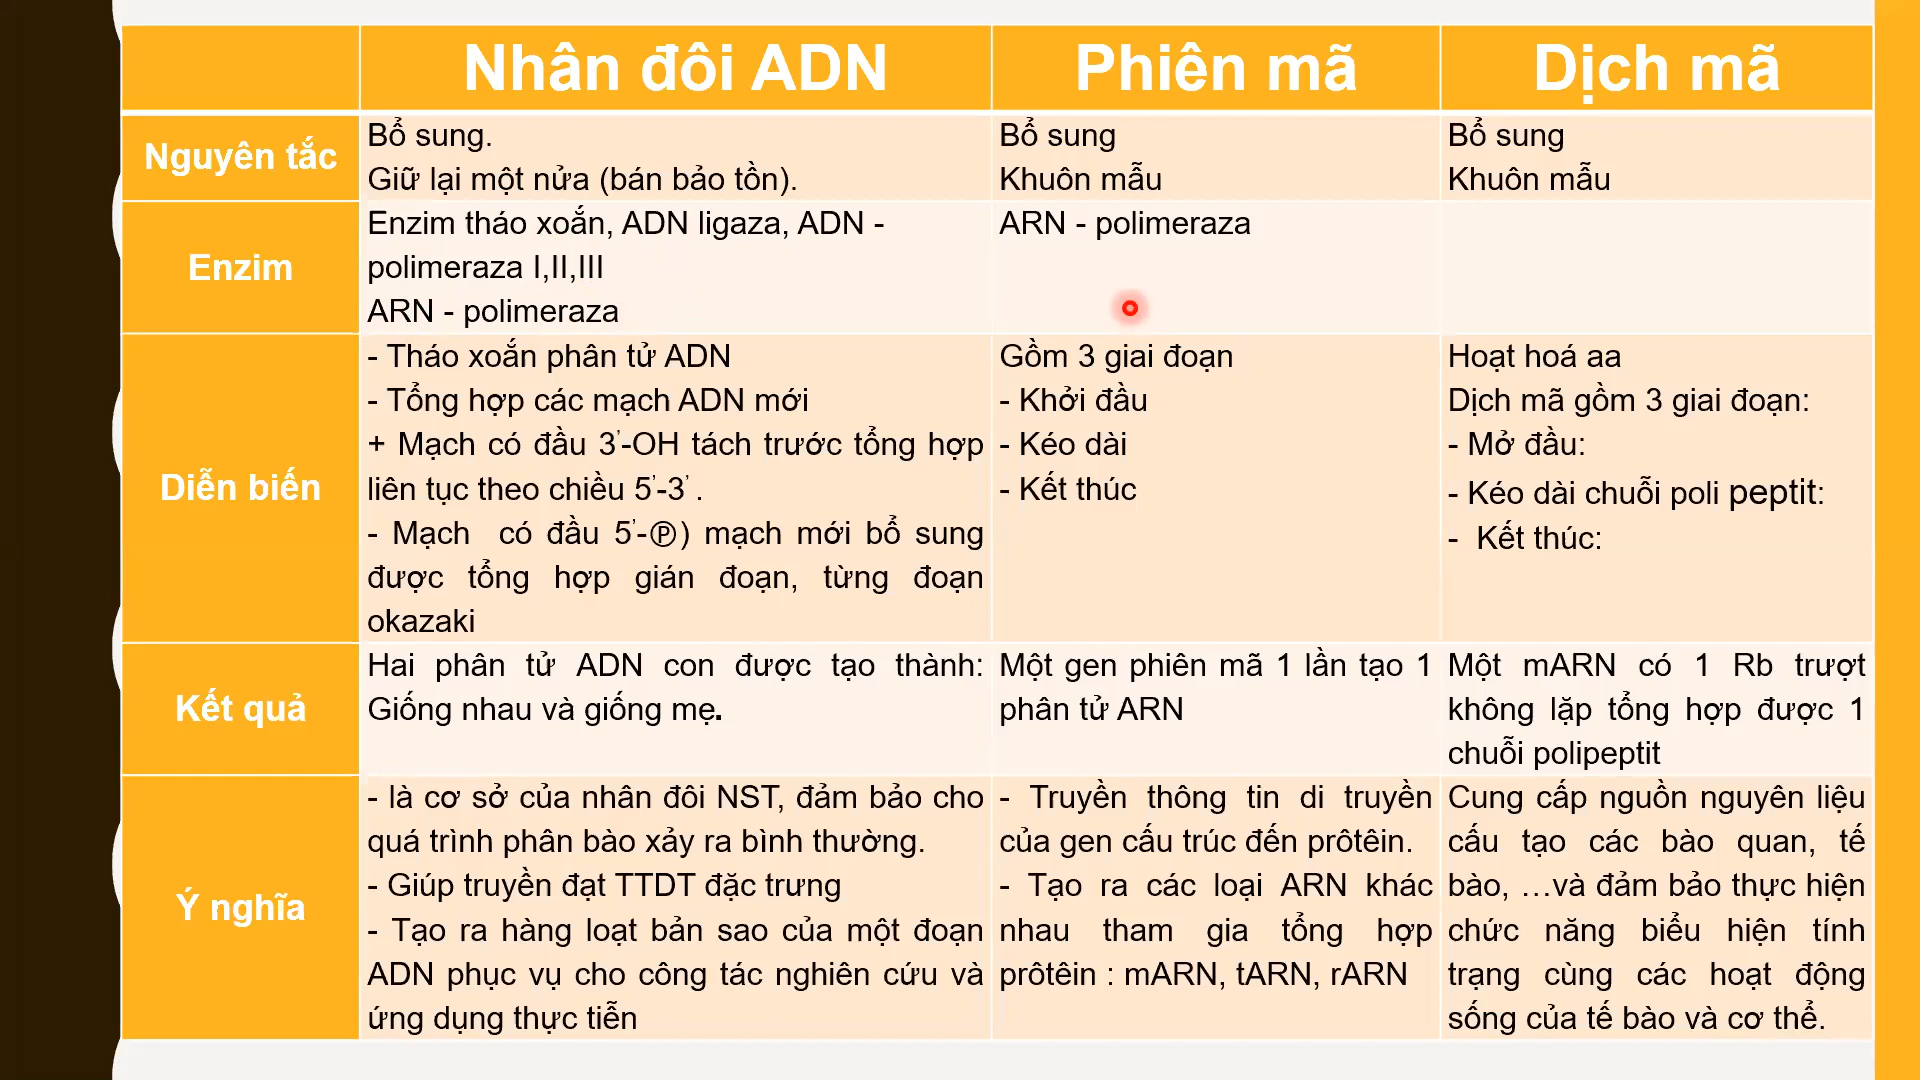 Nhân đôi ADN
Phiên mã
Dịch mã
Nguyên tắc
Bổ sung.
Giữ lại một nửa (bán bảo tồn).
Bổ sung
Khuôn mẫu
Bổ sung
Khuôn mẫu
Enzim
Enzim tháo xoắn, ADN ligaza, ADN -
polimeraza I,II,III
ARN - polimeraza
ARN - polimeraza
Diễn biến
- Tháo xoắn phân tử ADN
- Tổng hợp các mạch ADN mới
+ Mạch có đầu 3’-OH tách trước tổng hợp
liên tục theo chiều 5’-3’ .
- Mạch có đầu 5’-Ⓟ) mạch mới bổ sung
được tổng hợp gián đoạn, từng đoạn
okazaki
Gồm 3 giai đoạn
- Khởi đầu
- Kéo dài
- Kết thúc
Hoạt hoá aa
Dịch mã gồm 3 giai đoạn:
- Mở đầu:
- Kéo dài chuỗi poli peptit:
- Kết thúc:
Kết quả
Hai phân tử ADN con được tạo thành:
Giống nhau và giống mẹ.
Một gen phiên mã 1 lần tạo 1
phân tử ARN
Một mARN có 1 Rb trượt
không lặp tổng hợp được 1
chuỗi polipeptit
Ý nghĩa
- là cơ sở của nhân đôi NST, đảm bảo cho
quá trình phân bào xảy ra bình thường.
- Giúp truyền đạt TTDT đặc trưng
- Tạo ra hàng loạt bản sao của một đoạn
ADN phục vụ cho công tác nghiên cứu và
ứng dụng thực tiễn
- Truyền thông tin di truyền
của gen cấu trúc đến prôtêin.
- Tạo ra các loại ARN khác
nhau tham gia tổng hợp
prôtêin : mARN, tARN, rARN
Cung cấp nguồn nguyên liệu
cấu tạo các bào quan, tế
bào, …và đảm bảo thực hiện
chức năng biểu hiện tính
trạng cùng các hoạt động
sống của tế bào và cơ thể.